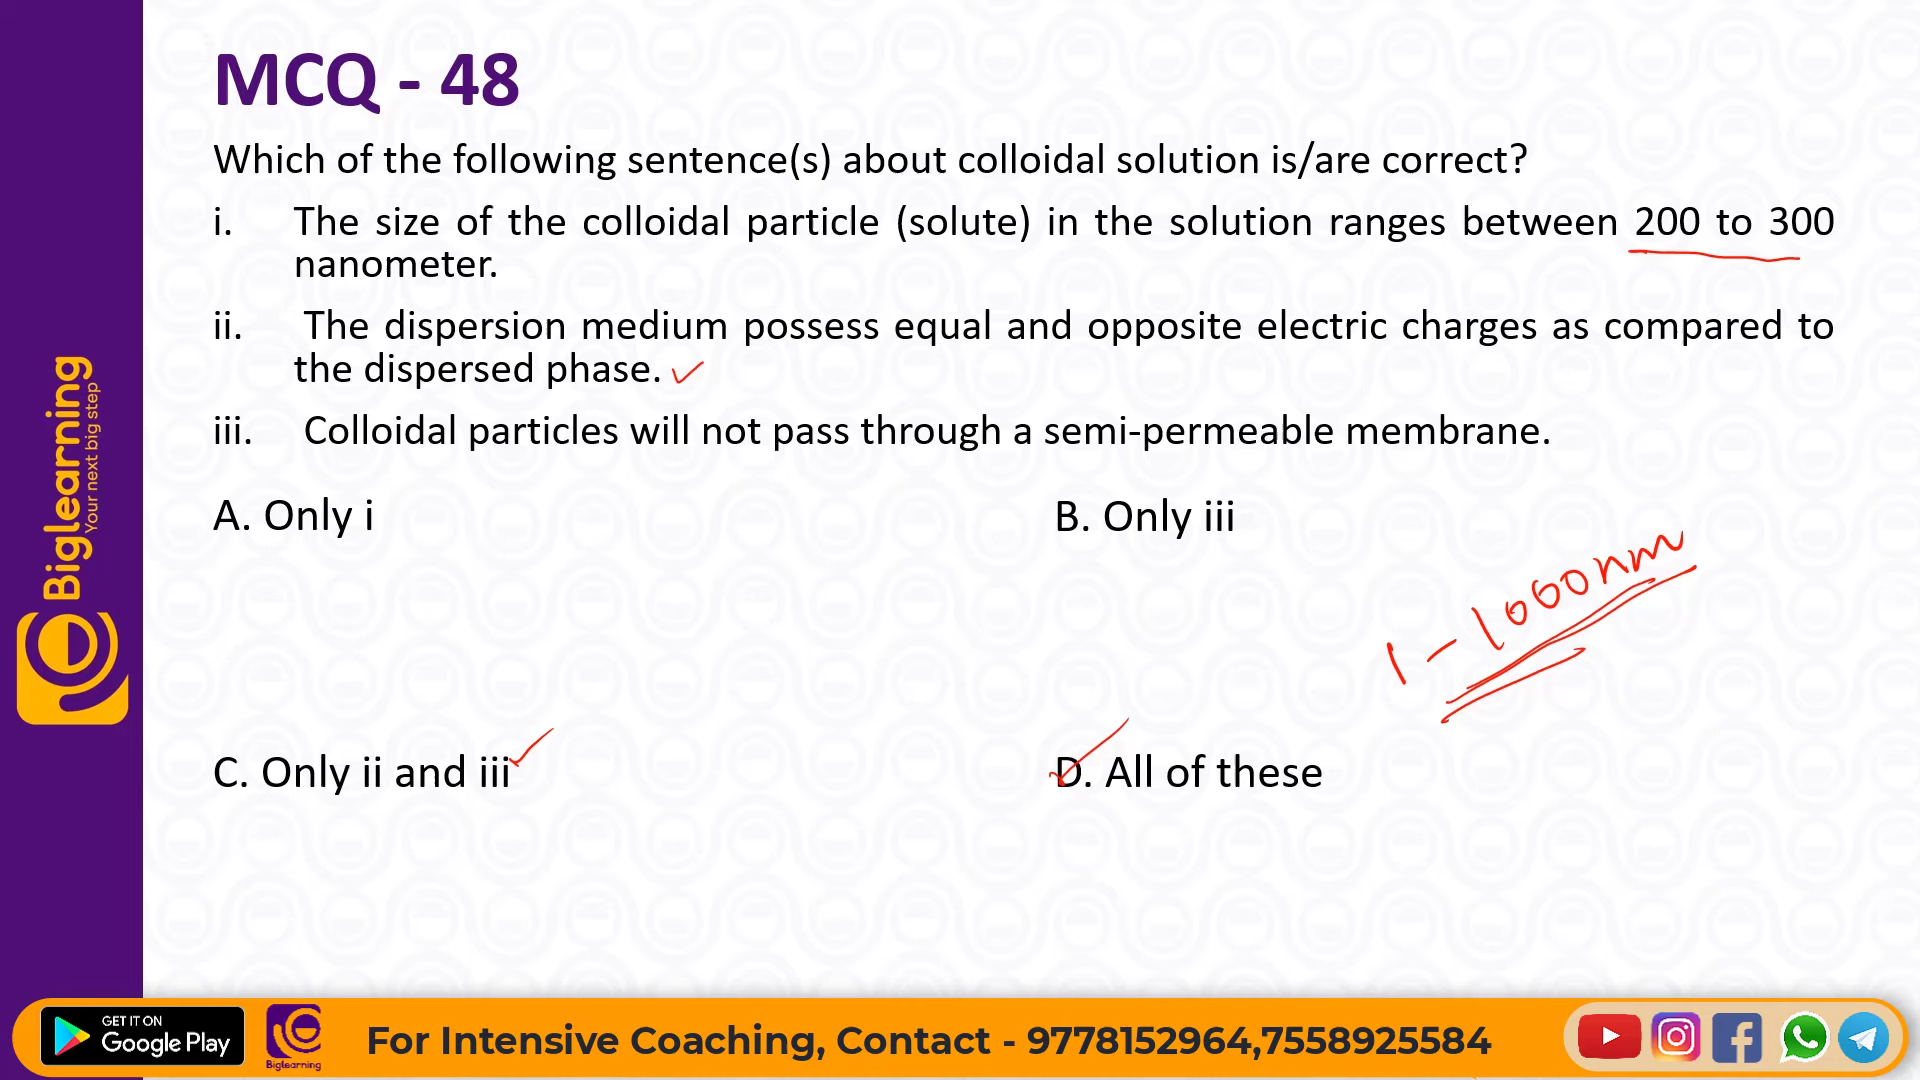 MCQ - 48
Which of the following sentence(s) about colloidal solution is/are correct?
i. The size of the colloidal particle (solute) in the solution ranges between 200 to 300
nanometer.
ii. The dispersion medium possess equal and opposite electric charges as compared to
the dispersed phase.
iii. Colloidal particles will not pass through a semi-permeable membrane.
A. Only i
B. Only iii
1 - 1000nm
C. Only ii and iii
D. All of these
Biglearning
Your next big step
GET IT ON
Google Play
Biglearning
For Intensive Coaching, Contact - 9778152964,7558925584